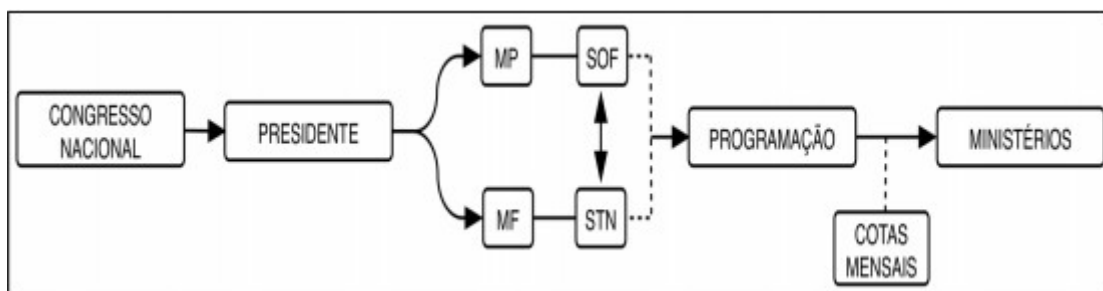 CONGRESSO
NACIONAL
PRESIDENTE
MP
SOF
MF
STN
PROGRAMAÇÃO
MINISTÉRIOS
COTAS
MENSAIS